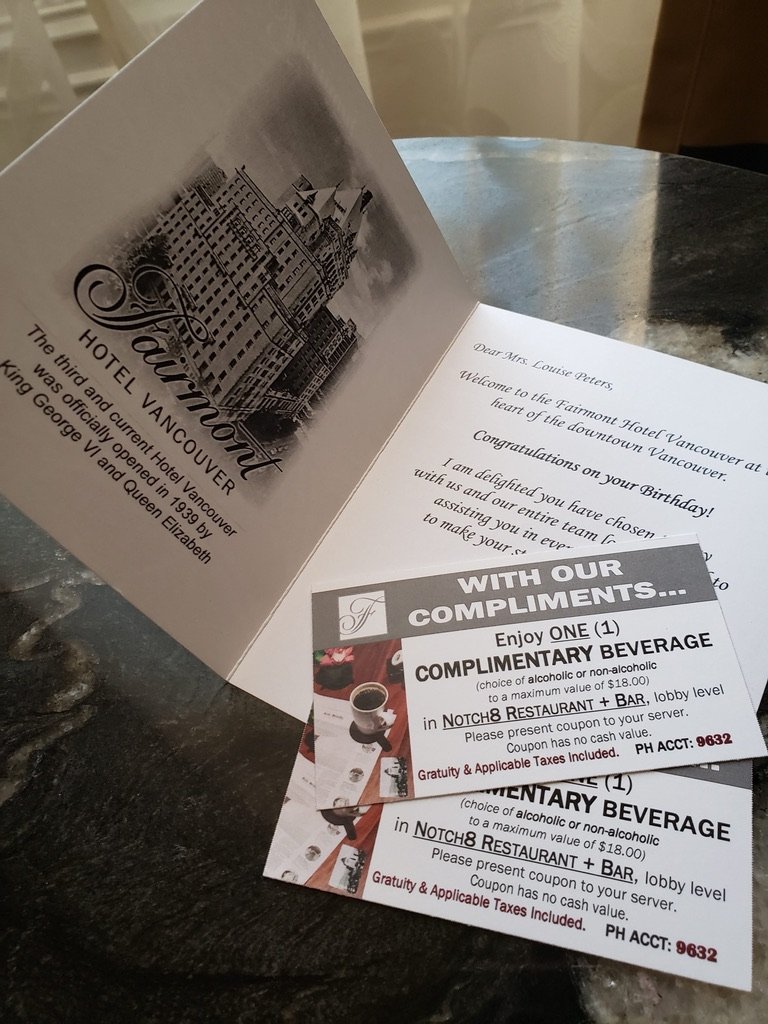 Fairmont
HOTEL VANCOUVER
The third and current Hotel Vancouver
was officially opened in 1939 by
King George VI and Queen Elizabeth
Dear Mrs. Louise Peters,
Welcome to the Fairmont Hotel Vancouver at
heart of the downtown Vancouver.
Congratulations on your Birthday!
I am delighted you have chosen
with us and our entire team
assisting you in
to make your
to
WITH OUR
COMPLIMENTS...
Enjoy ONE (1)
COMPLIMENTARY BEVERAGE
(choice of alcoholic or non-alcoholic
to a maximum value of $18.00)
in NOTCH8 RESTAURANT + BAR, lobby level
Please present coupon to your server.
Coupon has no cash value.
Gratuity & Applicable Taxes Included. PH ACCT: 9632
(1)
BEVERAGE
(choice of alcoholic or non-alcoholic
to a maximum value of $18.00)
in NOTCH8 RESTAURANT + BAR, lobby level
Please present coupon to your server.
Coupon has no cash value.
Gratuity & Applicable Taxes Included. PH ACCT: 9632